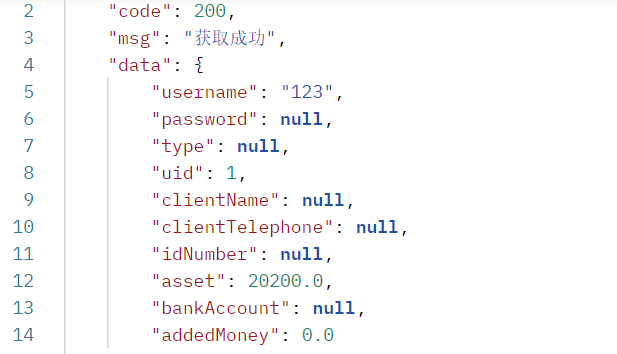 2 "code": 200,
3 "msg": "获取成功",
4 "data": {
5 "username": "123",
6 "password": null,
7 "type": null,
8 "uid": 1,
9 "clientName": null,
10 "clientTelephone": null,
11 "idNumber": null,
12 "asset": 20200.0,
13 "bankAccount": null,
14 "addedMoney": 0.0